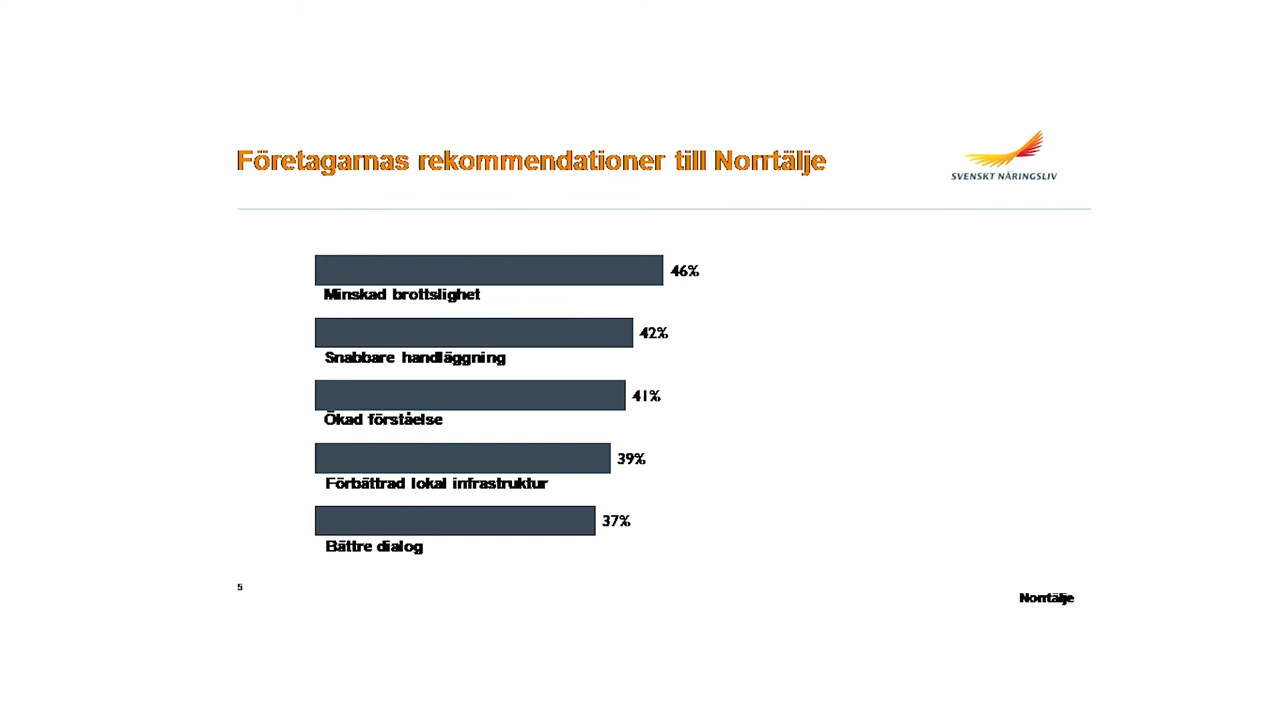 Företagarnas rekommendationer till Norrtälje
SVENSKT NÄRINGSLIV
46%
Minskad brottslighet
42%
Snabbare handläggning
41%
Ökad förståelse
39%
Förbättrad lokal infrastruktur
37%
Bättre dialog
5
Norrtälje